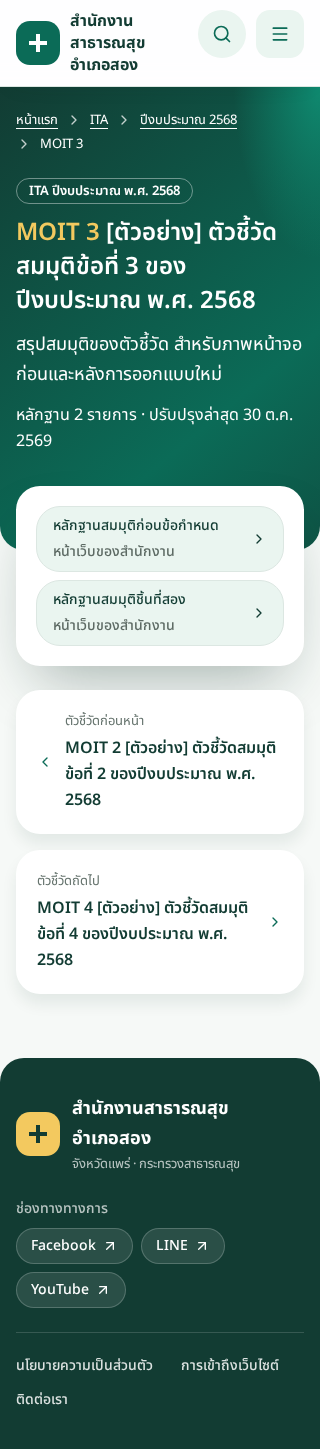 สำนักงาน
สาธารณสุข
อำเภอสอง
หน้าแรก
ITA
ปีงบประมาณ 2568
MOIT 3
ITA ปีงบประมาณ พ.ศ. 2568
MOIT 3 [ตัวอย่าง] ตัวชี้วัด
สมมุติข้อที่ 3 ของ
ปีงบประมาณ พ.ศ. 2568
สรุปสมมุติของตัวชี้วัด สำหรับภาพหน้าจอ
ก่อนและหลังการออกแบบใหม่
หลักฐาน 2 รายการ · ปรับปรุงล่าสุด 30 ต.ค.
2569
หลักฐานสมมุติก่อนข้อกำหนด
หน้าเว็บของสำนักงาน
หลักฐานสมมุติชิ้นที่สอง
หน้าเว็บของสำนักงาน
ตัวชี้วัดก่อนหน้า
MOIT 2 [ตัวอย่าง] ตัวชี้วัดสมมุติ
ข้อที่ 2 ของปีงบประมาณ พ.ศ.
2568
ตัวชี้วัดถัดไป
MOIT 4 [ตัวอย่าง] ตัวชี้วัดสมมุติ
ข้อที่ 4 ของปีงบประมาณ พ.ศ.
2568
สำนักงานสาธารณสุข
อำเภอสอง
จังหวัดแพร่ · กระทรวงสาธารณสุข
ช่องทางทางการ
Facebook
LINE
YouTube
นโยบายความเป็นส่วนตัว
การเข้าถึงเว็บไซต์
ติดต่อเรา